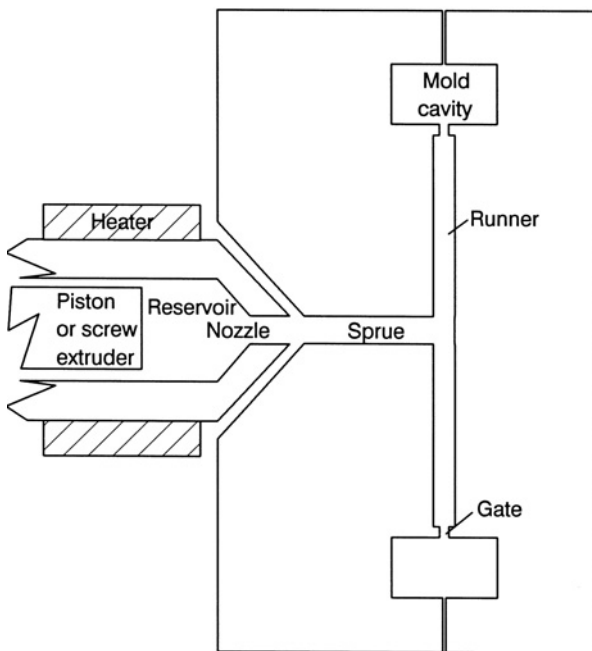 Mold
cavity
Runner
Heater
Piston
or screw
extruder
Reservoir
Nozzle
Sprue
Gate